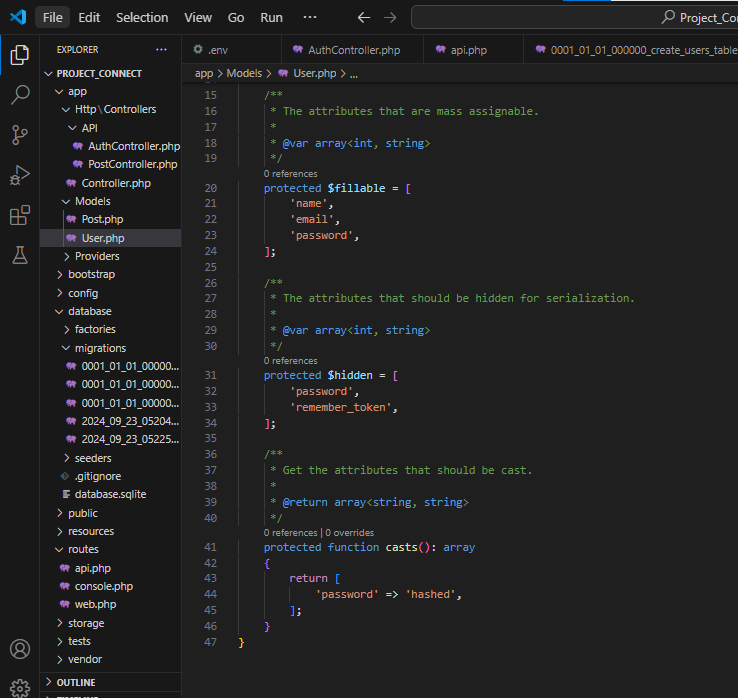 File Edit Selection View Go Run ... Project_Co
EXPLORER ...
PROJECT_CONNECT
app
Http\Controllers
API
AuthController.php
PostController.php
Controller.php
Models
Post.php
User.php
Providers
bootstrap
config
database
factories
migrations
0001_01_01_00000...
0001_01_01_00000...
0001_01_01_00000...
2024_09_23_05204...
2024_09_23_05225...
seeders
.gitignore
database.sqlite
public
resources
routes
api.php
console.php
web.php
storage
tests
vendor
OUTLINE
.env AuthController.php api.php 0001_01_01_000000_create_users_table
app > Models > User.php > ...
15 /**
16 * The attributes that are mass assignable.
17 *
18 * @var array<int, string>
19 */
0 references
20 protected $fillable = [
21 'name',
22 'email',
23 'password',
24 ];
25
26 /**
27 * The attributes that should be hidden for serialization.
28 *
29 * @var array<int, string>
30 */
0 references
31 protected $hidden = [
32 'password',
33 'remember_token',
34 ];
35
36 /**
37 * Get the attributes that should be cast.
38 *
39 * @return array<string, string>
40 */
0 references | 0 overrides
41 protected function casts(): array
42 {
43 return [
44 'password' => 'hashed',
45 ];
46 }
47 }